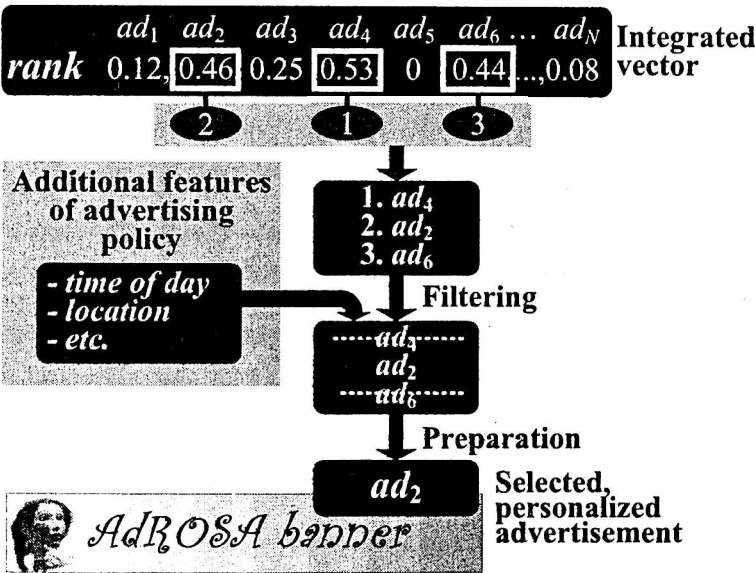 ad1 ad2 ad3 ad4 ad5 ad6 ... adN
rank 0.12, 0.46 0.25 0.53 0 0.44 ...,0.08
Integrated
vector
2 1 3
Additional features
of advertising
policy
- time of day
- location
- etc.
1. ad4
2. ad2
3. ad6
Filtering
ad4
ad2
ad6
Preparation
ad2
Selected,
personalized
advertisement
AdROSA banner